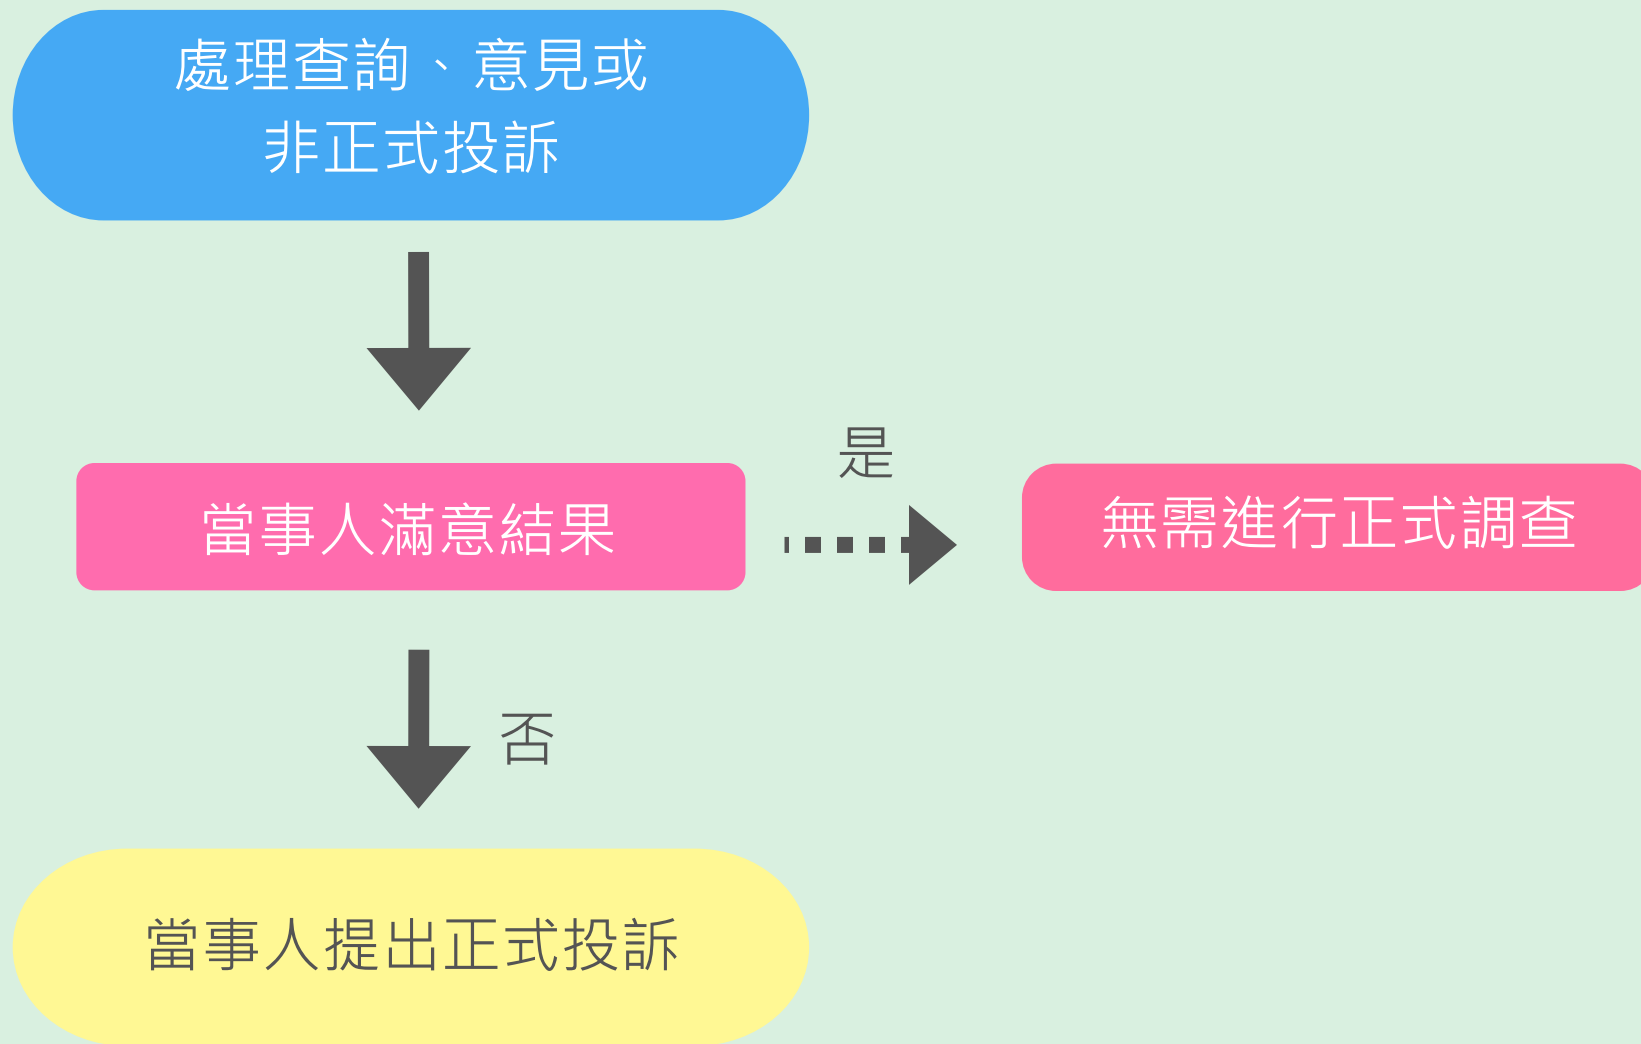 處理查詢、意見或
非正式投訴
是
當事人滿意結果
無需進行正式調查
否
當事人提出正式投訴